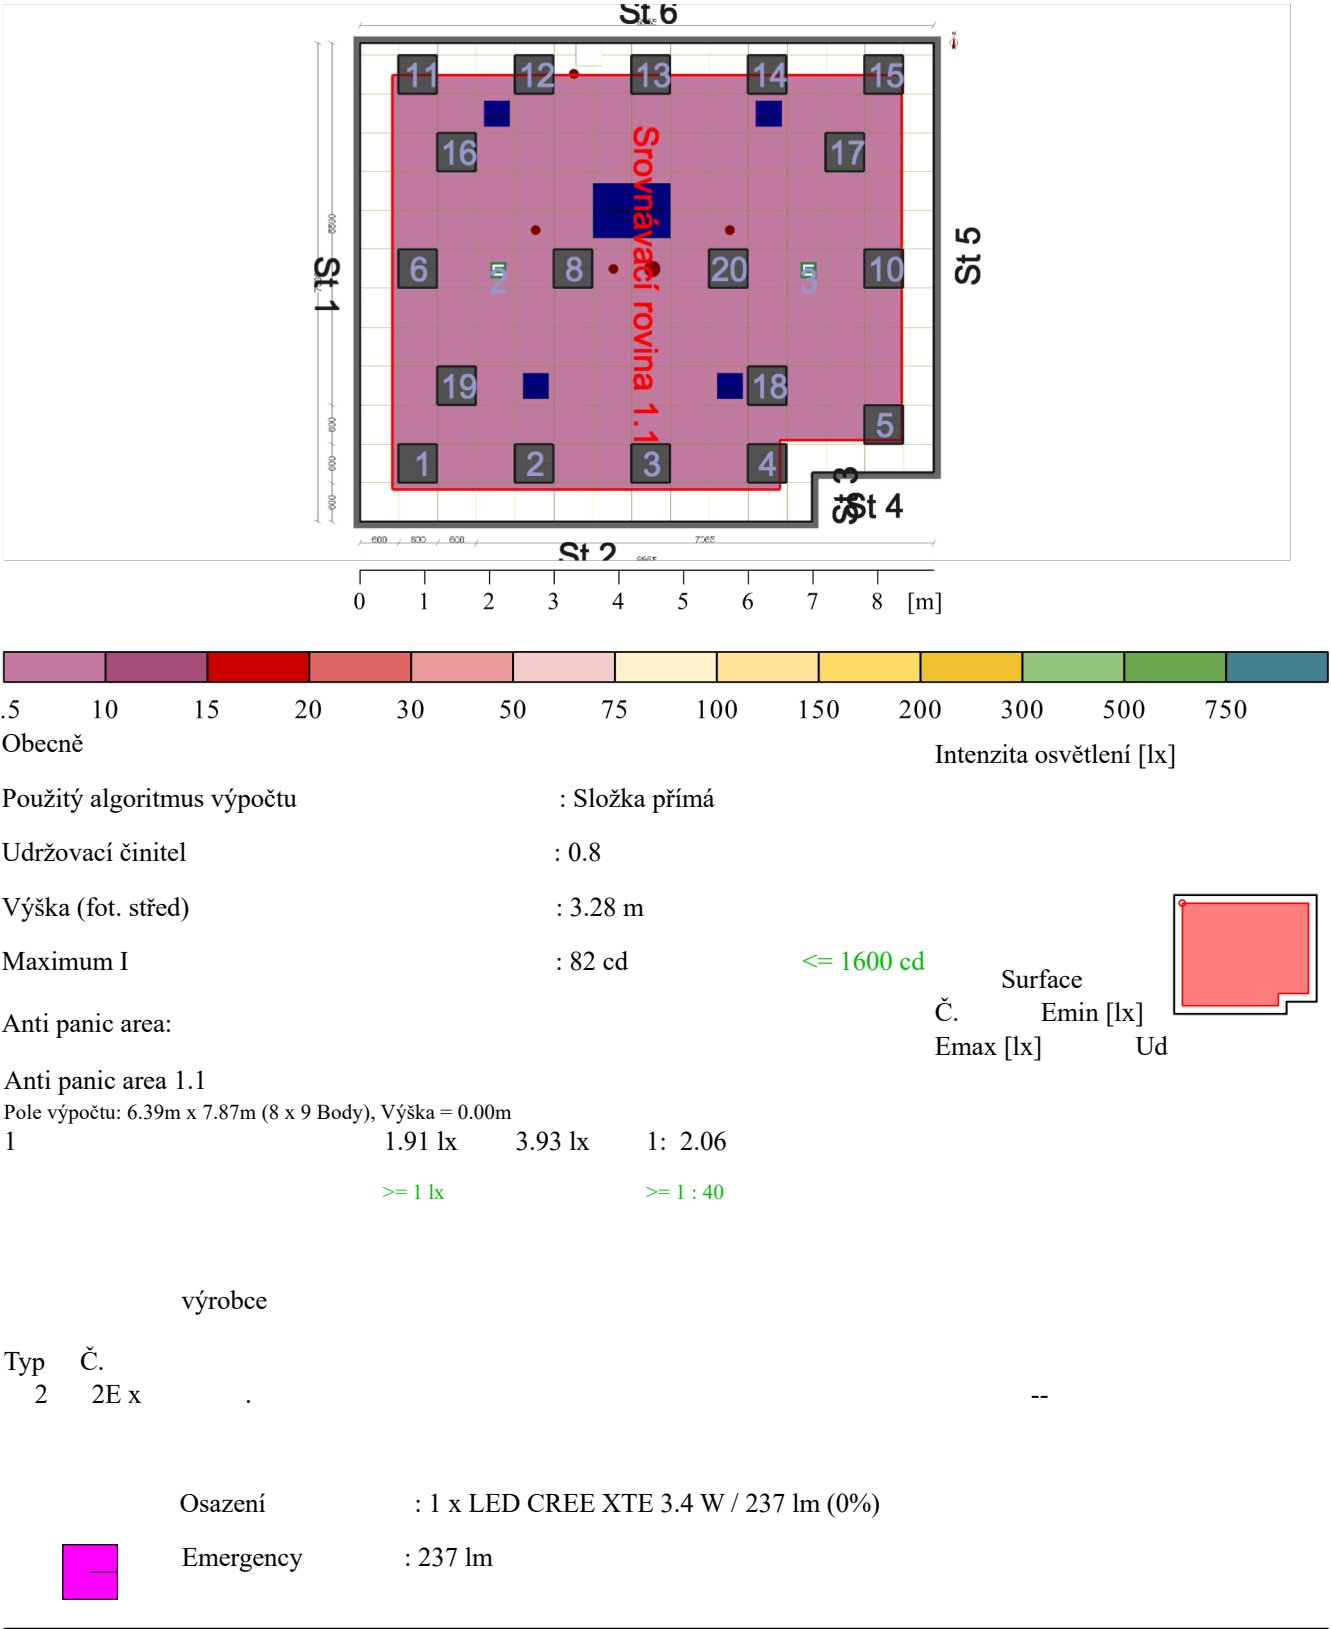 St 6
11 12 13 14 15
16 17
Srovnávací rovina 1.1
St 1
St 5
6 2 8 20 3 10
19 18
5
1 2 3 4
St 4
600 600 600 7065
St 2
0 1 2 3 4 5 6 7 8 [m]
.5 10 15 20 30 50 75 100 150 200 300 500 750
Obecně
Intenzita osvětlení [lx]
Použitý algoritmus výpočtu : Složka přímá
Udržovací činitel : 0.8
Výška (fot. střed) : 3.28 m
Maximum I : 82 cd <= 1600 cd
Surface
Č. Emin [lx]
Emax [lx] Ud
Anti panic area:
Anti panic area 1.1
Pole výpočtu: 6.39m x 7.87m (8 x 9 Body), Výška = 0.00m
1 1.91 lx 3.93 lx 1: 2.06
>= 1 lx >= 1 : 40
výrobce
Typ Č.
2 2E x . --
Osazení : 1 x LED CREE XTE 3.4 W / 237 lm (0%)
Emergency : 237 lm